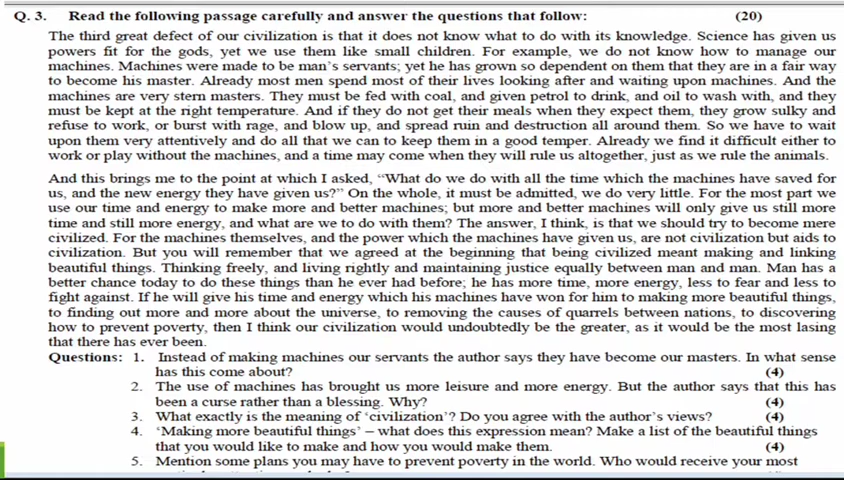 Q. 3. Read the following passage carefully and answer the questions that follow: (20)
The third great defect of our civilization is that it does not know what to do with its knowledge. Science has given us
powers fit for the gods, yet we use them like small children. For example, we do not know how to manage our
machines. Machines were made to be man's servants; yet he has grown so dependent on them that they are in a fair way
to become his master. Already most men spend most of their lives looking after and waiting upon machines. And the
machines are very stern masters. They must be fed with coal, and given petrol to drink, and oil to wash with, and they
must be kept at the right temperature. And if they do not get their meals when they expect them, they grow sulky and
refuse to work, or burst with rage, and blow up, and spread ruin and destruction all around them. So we have to wait
upon them very attentively and do all that we can to keep them in a good temper. Already we find it difficult either to
work or play without the machines, and a time may come when they will rule us altogether, just as we rule the animals.
And this brings me to the point at which I asked, “What do we do with all the time which the machines have saved for
us, and the new energy they have given us?” On the whole, it must be admitted, we do very little. For the most part we
use our time and energy to make more and better machines; but more and better machines will only give us still more
time and still more energy, and what are we to do with them? The answer, I think, is that we should try to become mere
civilized. For the machines themselves, and the power which the machines have given us, are not civilization but aids to
civilization. But you will remember that we agreed at the beginning that being civilized meant making and linking
beautiful things. Thinking freely, and living rightly and maintaining justice equally between man and man. Man has a
better chance today to do these things than he ever had before; he has more time, more energy, less to fear and less to
fight against. If he will give his time and energy which his machines have won for him to making more beautiful things,
to finding out more and more about the universe, to removing the causes of quarrels between nations, to discovering
how to prevent poverty, then I think our civilization would undoubtedly be the greater, as it would be the most lasing
that there has ever been.
Questions: 1. Instead of making machines our servants the author says they have become our masters. In what sense
has this come about? (4)
2. The use of machines has brought us more leisure and more energy. But the author says that this has
been a curse rather than a blessing. Why? (4)
3. What exactly is the meaning of ‘civilization’? Do you agree with the author's views? (4)
4. ‘Making more beautiful things’ – what does this expression mean? Make a list of the beautiful things
that you would like to make and how you would make them. (4)
5. Mention some plans you may have to prevent poverty in the world. Who would receive your most